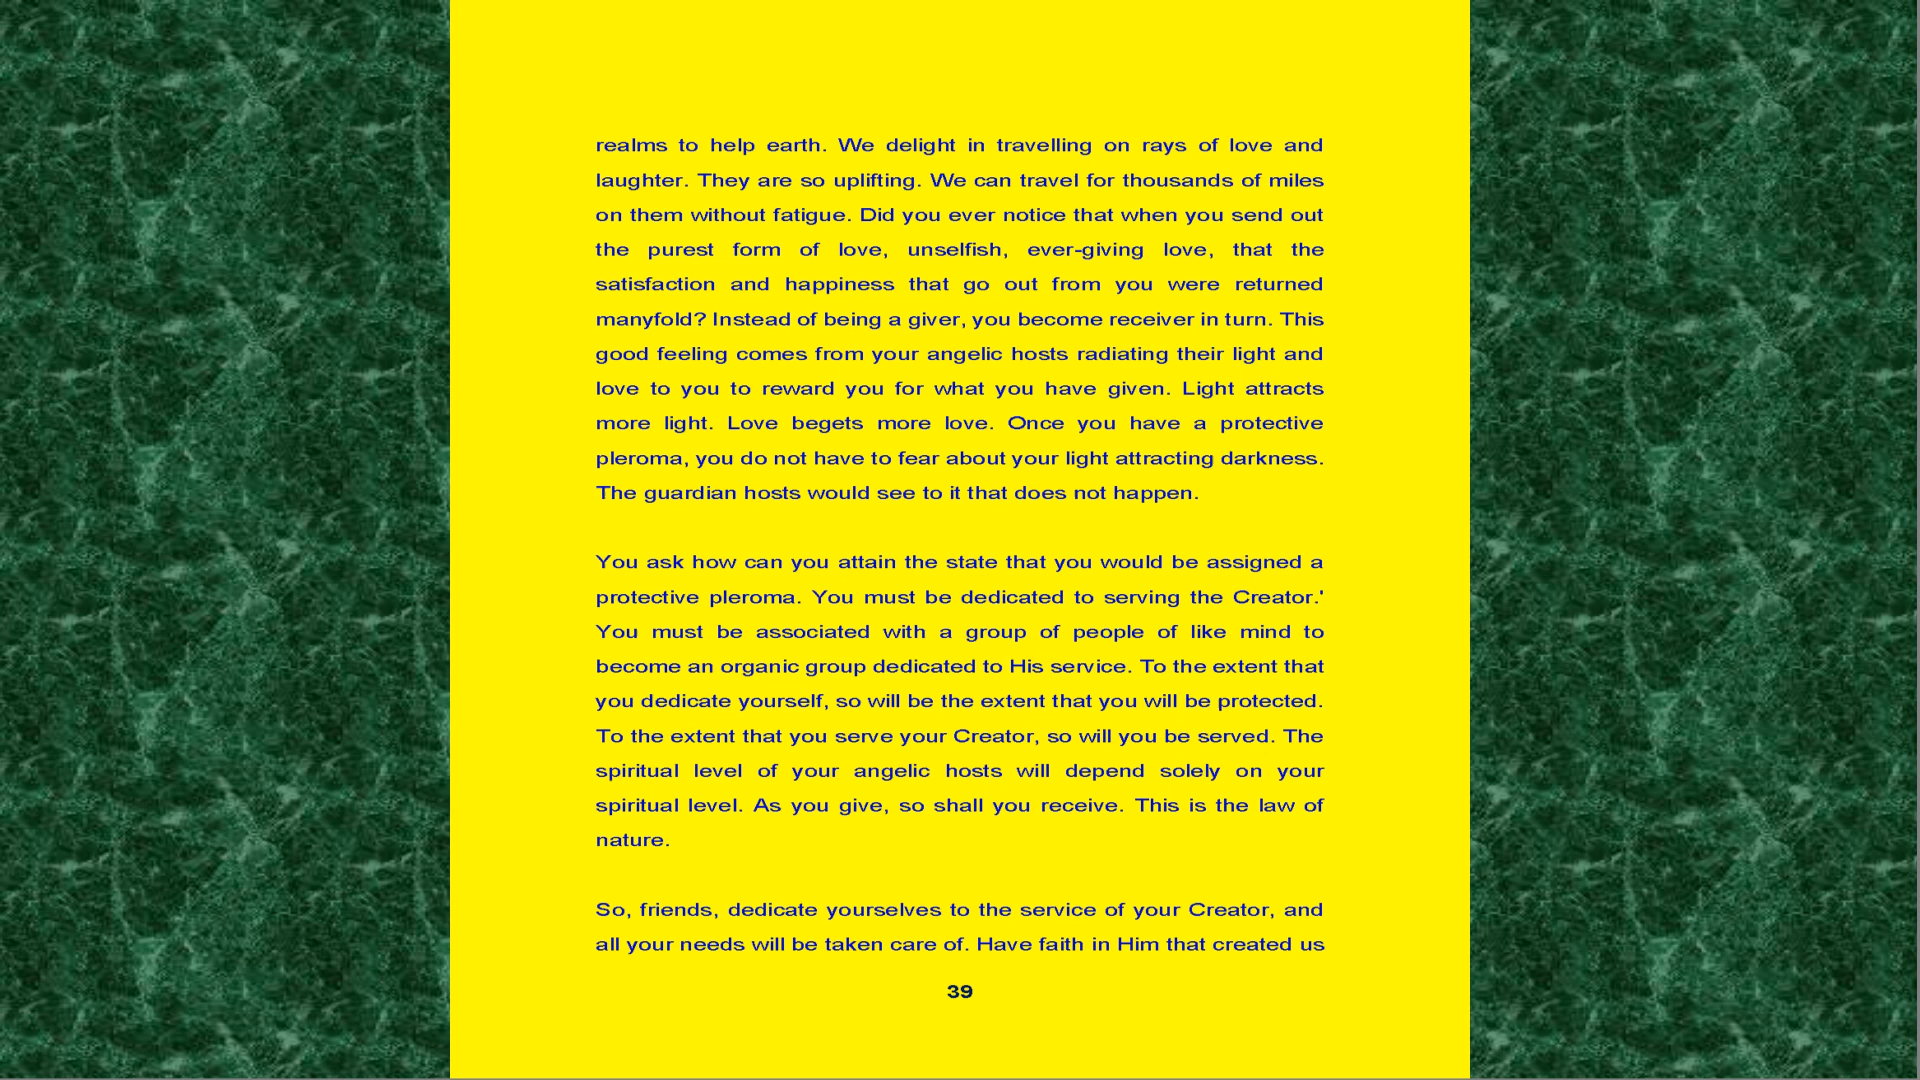 realms to help earth. We delight in travelling on rays of love and
laughter. They are so uplifting. We can travel for thousands of miles
on them without fatigue. Did you ever notice that when you send out
the purest form of love, unselfish, ever-giving love, that the
satisfaction and happiness that go out from you were returned
manyfold? Instead of being a giver, you become receiver in turn. This
good feeling comes from your angelic hosts radiating their light and
love to you to reward you for what you have given. Light attracts
more light. Love begets more love. Once you have a protective
pleroma, you do not have to fear about your light attracting darkness.
The guardian hosts would see to it that does not happen.
You ask how can you attain the state that you would be assigned a
protective pleroma. You must be dedicated to serving the Creator.'
You must be associated with a group of people of like mind to
become an organic group dedicated to His service. To the extent that
you dedicate yourself, so will be the extent that you will be protected.
To the extent that you serve your Creator, so will you be served. The
spiritual level of your angelic hosts will depend solely on your
spiritual level. As you give, so shall you receive. This is the law of
nature.
So, friends, dedicate yourselves to the service of your Creator, and
all your needs will be taken care of. Have faith in Him that created us
39